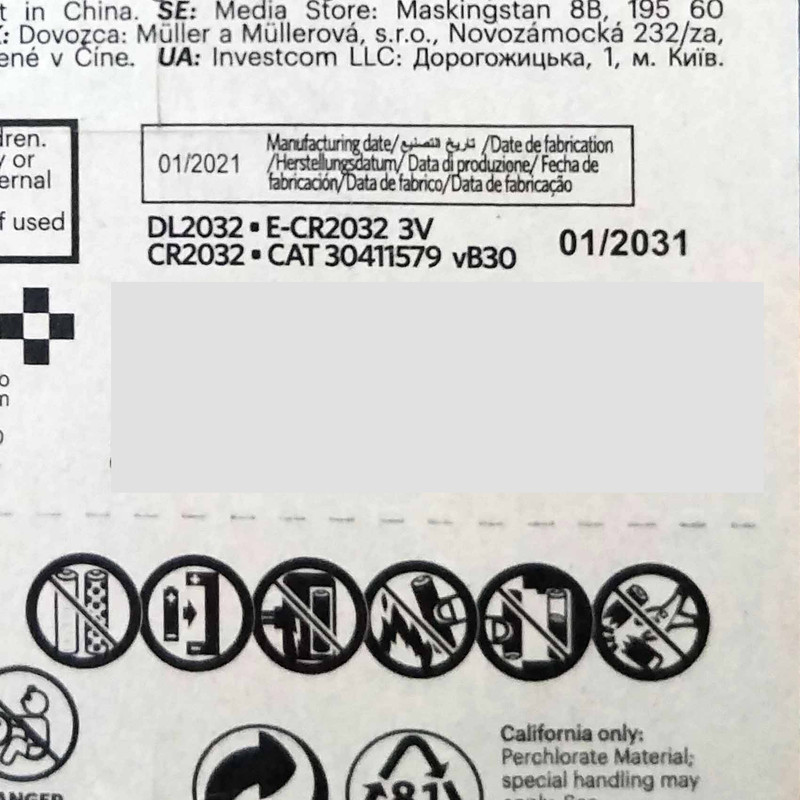 t in China. SE: Media Store: Maskingstan 8B, 195 60
: Dovozca: Müller a Müllerová, s.r.o., Novozámocká 232/za,
ené v Číne. UA: Investcom LLC: Дорогожицька, 1, м. Київ.
dren.
y or
ernal
f used
01/2021
Manufacturing date/تاريخ التصنيع/Date de fabrication
/Herstellungsdatum/ Data di produzione/ Fecha de
fabricación/Data de fabrico/Data de fabricação
DL2032 ▪ E-CR2032 3V
CR2032 ▪ CAT 30411579 vB30
01/2031
o
m
ANGER
81
California only:
Perchlorate Material;
special handling may